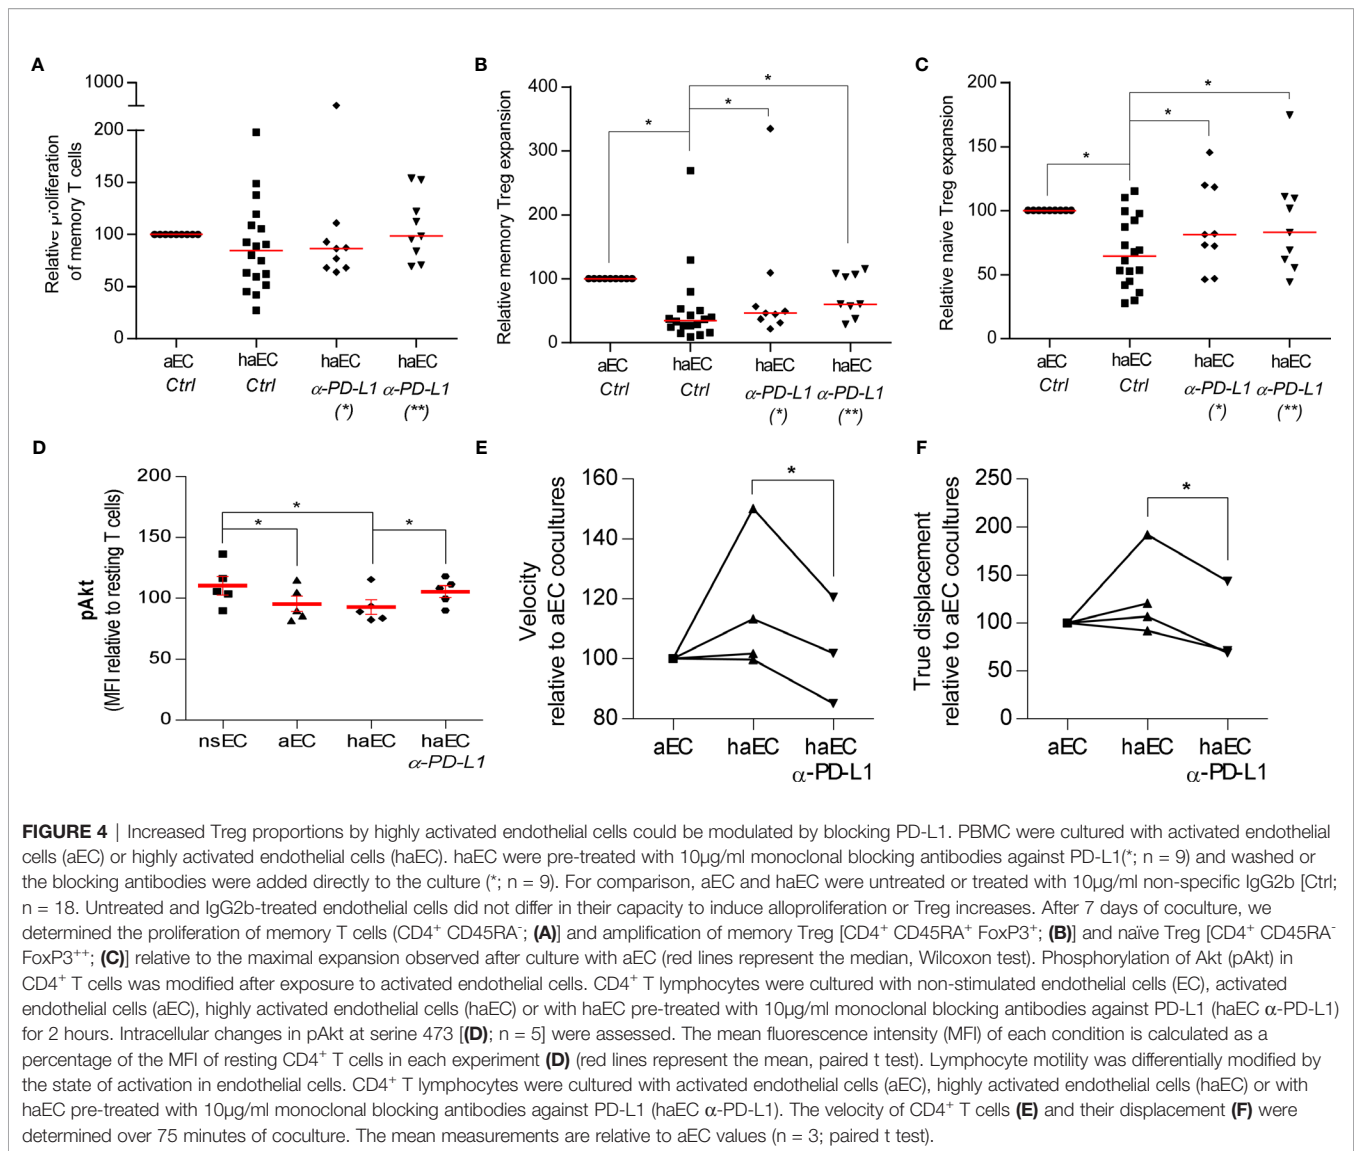 A
1000
200
150
100
50
0
Relative proliferation
of memory T cells
aEC
Ctrl
haEC
Ctrl
haEC
α-PD-L1
(*)
haEC
α-PD-L1
(**)
B
400
300
200
100
0
Relative memory Treg expansion
*
*
*
aEC
Ctrl
haEC
Ctrl
haEC
α-PD-L1
(*)
haEC
α-PD-L1
(**)
C
200
150
100
50
0
Relative naïve Treg expansion
*
*
*
aEC
Ctrl
haEC
Ctrl
haEC
α-PD-L1
(*)
haEC
α-PD-L1
(**)
D
200
150
100
50
0
pAkt
(MFI relative to resting T cells)
*
*
*
nsEC
aEC
haEC
haEC
α-PD-L1
E
160
140
120
100
80
Velocity
relative to aEC cocultures
*
aEC
haEC
haEC
α-PD-L1
F
250
200
150
100
50
0
True displacement
relative to aEC cocultures
*
aEC
haEC
haEC
α-PD-L1
FIGURE 4 | Increased Treg proportions by highly activated endothelial cells could be modulated by blocking PD-L1. PBMC were cultured with activated endothelial
cells (aEC) or highly activated endothelial cells (haEC). haEC were pre-treated with 10µg/ml monoclonal blocking antibodies against PD-L1(*; n = 9) and washed or
the blocking antibodies were added directly to the culture (*; n = 9). For comparison, aEC and haEC were untreated or treated with 10µg/ml non-specific IgG2b [Ctrl;
n = 18. Untreated and IgG2b-treated endothelial cells did not differ in their capacity to induce alloproliferation or Treg increases. After 7 days of coculture, we
determined the proliferation of memory T cells (CD4⁺ CD45RA⁻; (A)] and amplification of memory Treg [CD4⁺ CD45RA⁺ FoxP3⁺; (B)] and naïve Treg [CD4⁺ CD45RA⁻
FoxP3⁺⁺; (C)] relative to the maximal expansion observed after culture with aEC (red lines represent the median, Wilcoxon test). Phosphorylation of Akt (pAkt) in
CD4⁺ T cells was modified after exposure to activated endothelial cells. CD4⁺ T lymphocytes were cultured with non-stimulated endothelial cells (EC), activated
endothelial cells (aEC), highly activated endothelial cells (haEC) or with haEC pre-treated with 10µg/ml monoclonal blocking antibodies against PD-L1 (haEC α-PD-L1)
for 2 hours. Intracellular changes in pAkt at serine 473 [(D); n = 5] were assessed. The mean fluorescence intensity (MFI) of each condition is calculated as a
percentage of the MFI of resting CD4⁺ T cells in each experiment (D) (red lines represent the mean, paired t test). Lymphocyte motility was differentially modified by
the state of activation in endothelial cells. CD4⁺ T lymphocytes were cultured with activated endothelial cells (aEC), highly activated endothelial cells (haEC) or with
haEC pre-treated with 10µg/ml monoclonal blocking antibodies against PD-L1 (haEC α-PD-L1). The velocity of CD4⁺ T cells (E) and their displacement (F) were
determined over 75 minutes of coculture. The mean measurements are relative to aEC values (n = 3; paired t test).